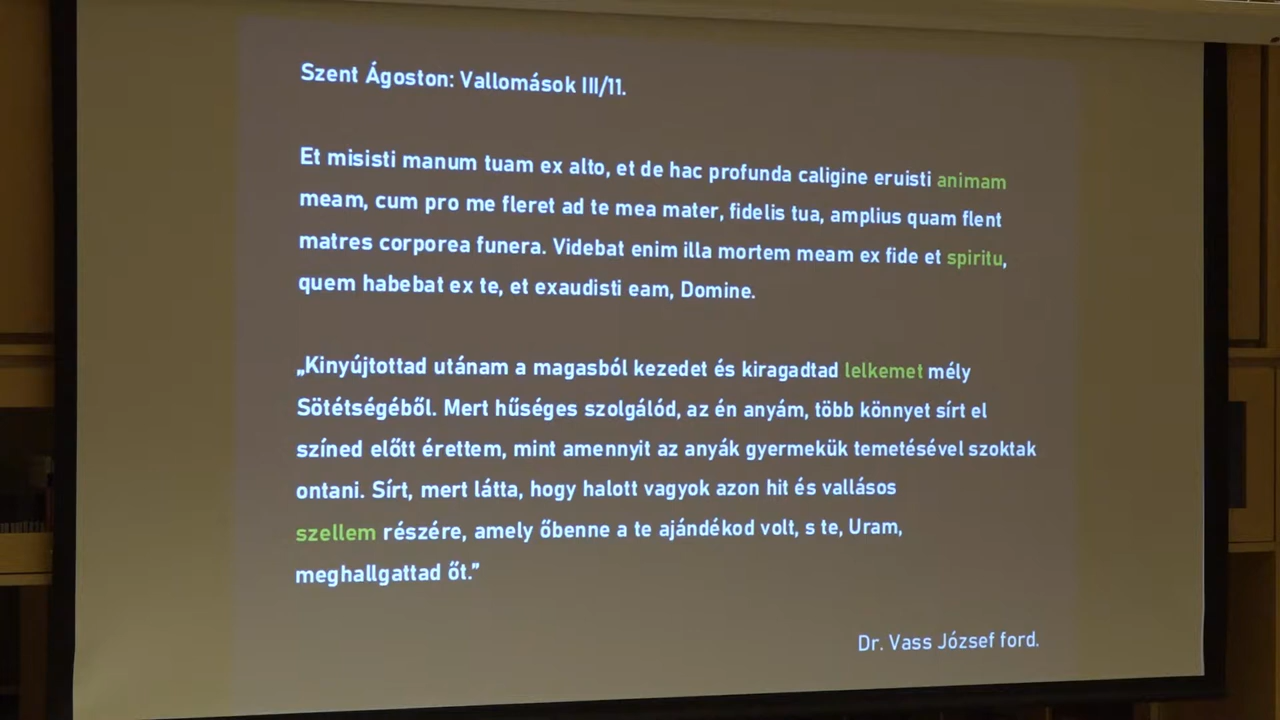 Szent Ágoston: Vallomások III/11.
Et misisti manum tuam ex alto, et de hac profunda caligine eruisti animam
meam, cum pro me fleret ad te mea mater, fidelis tua, amplius quam flent
matres corporea funera. Videbat enim illa mortem meam ex fide et spiritu,
quem habebat ex te, et exaudisti eam, Domine.
„Kinyújtottad utánam a magasból kezedet és kiragadtad lelkemet mély
Sötétségéből. Mert hűséges szolgálód, az én anyám, több könnyet sírt el
színed előtt érettem, mint amennyit az anyák gyermekük temetésével szoktak
ontani. Sírt, mert látta, hogy halott vagyok azon hit és vallásos
szellem részére, amely őbenne a te ajándékod volt, s te, Uram,
meghallgattad őt.”
Dr. Vass József ford.